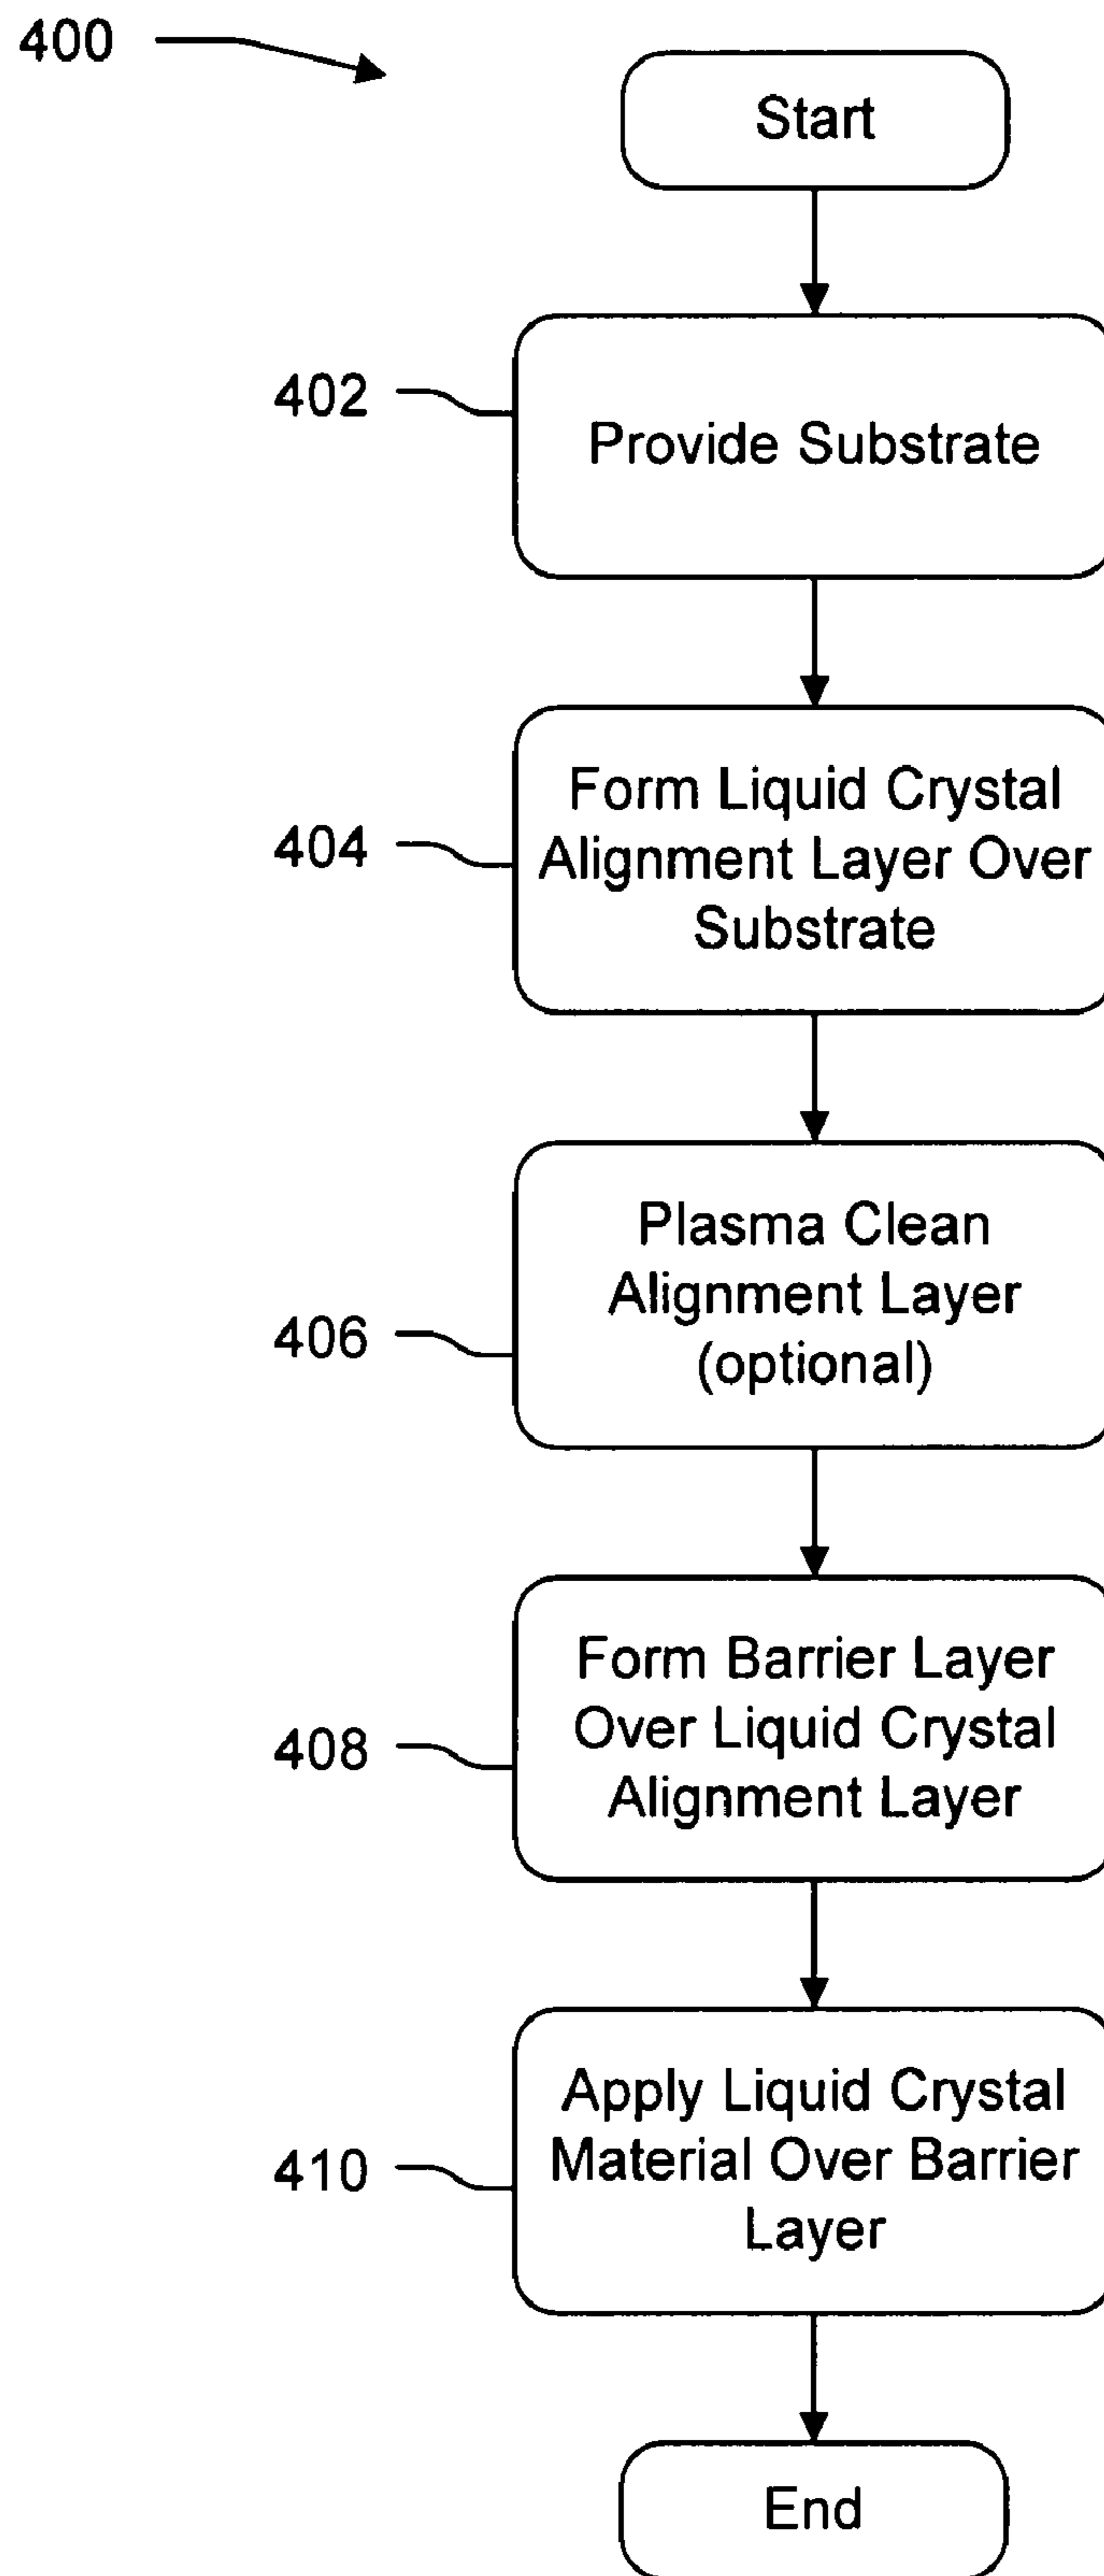 400
Start
402
Provide Substrate
404
Form Liquid Crystal
Alignment Layer Over
Substrate
406
Plasma Clean
Alignment Layer
(optional)
408
Form Barrier Layer
Over Liquid Crystal
Alignment Layer
410
Apply Liquid Crystal
Material Over Barrier
Layer
End